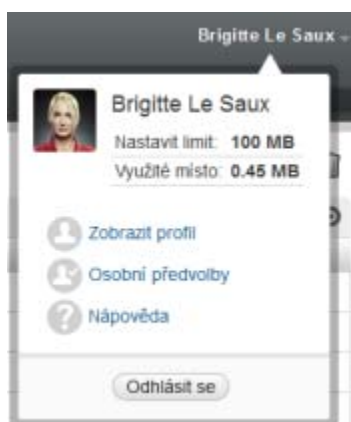 Brigitte Le Saux
Brigitte Le Saux
Nastavit limit: 100 MB
Využité místo: 0.45 MB
Zobrazit profil
Osobní předvolby
Nápověda
Odhlásit se